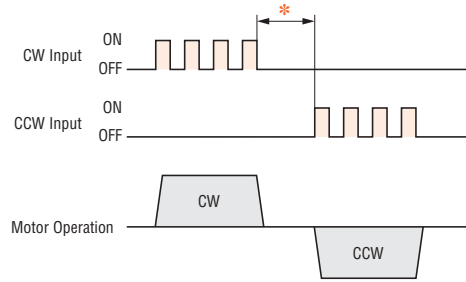 *
ON
CW Input
OFF
ON
CCW Input
OFF
CW
Motor Operation
CCW